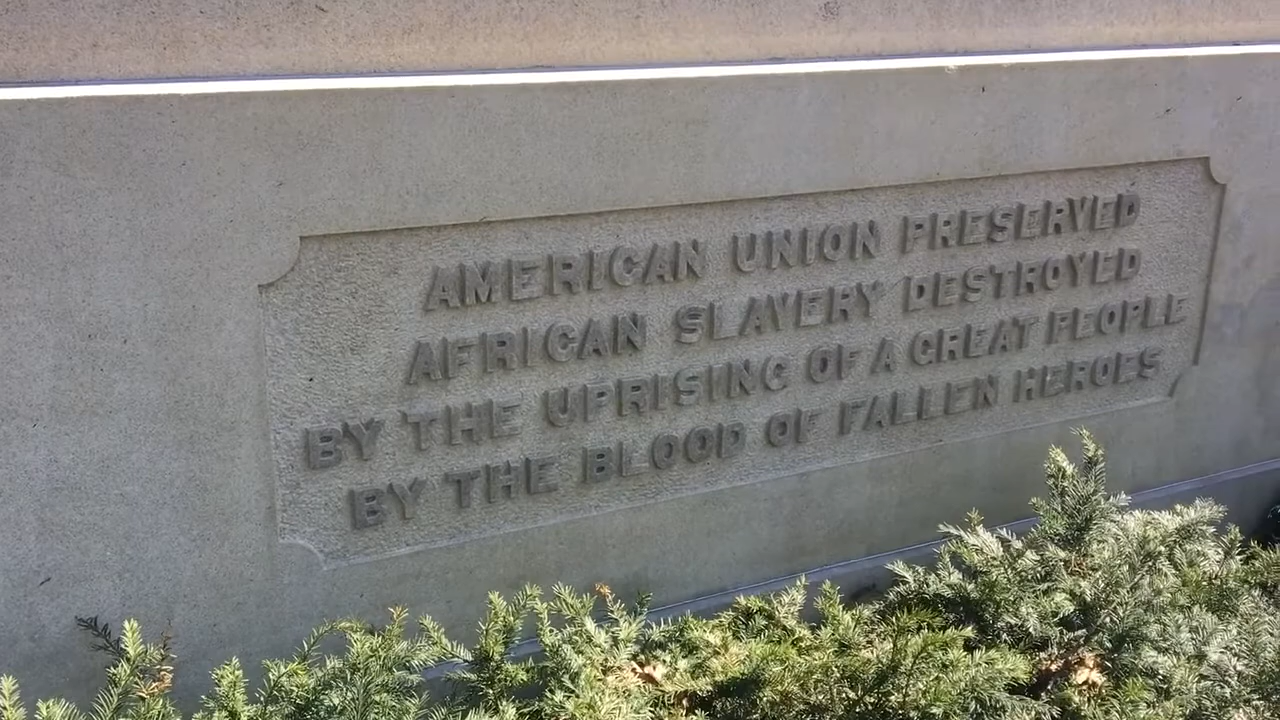 AMERICAN UNION PRESERVED
AFRICAN SLAVERY DESTROYED
BY THE UPRISING OF A GREAT PEOPLE
BY THE BLOOD OF FALLEN HEROES